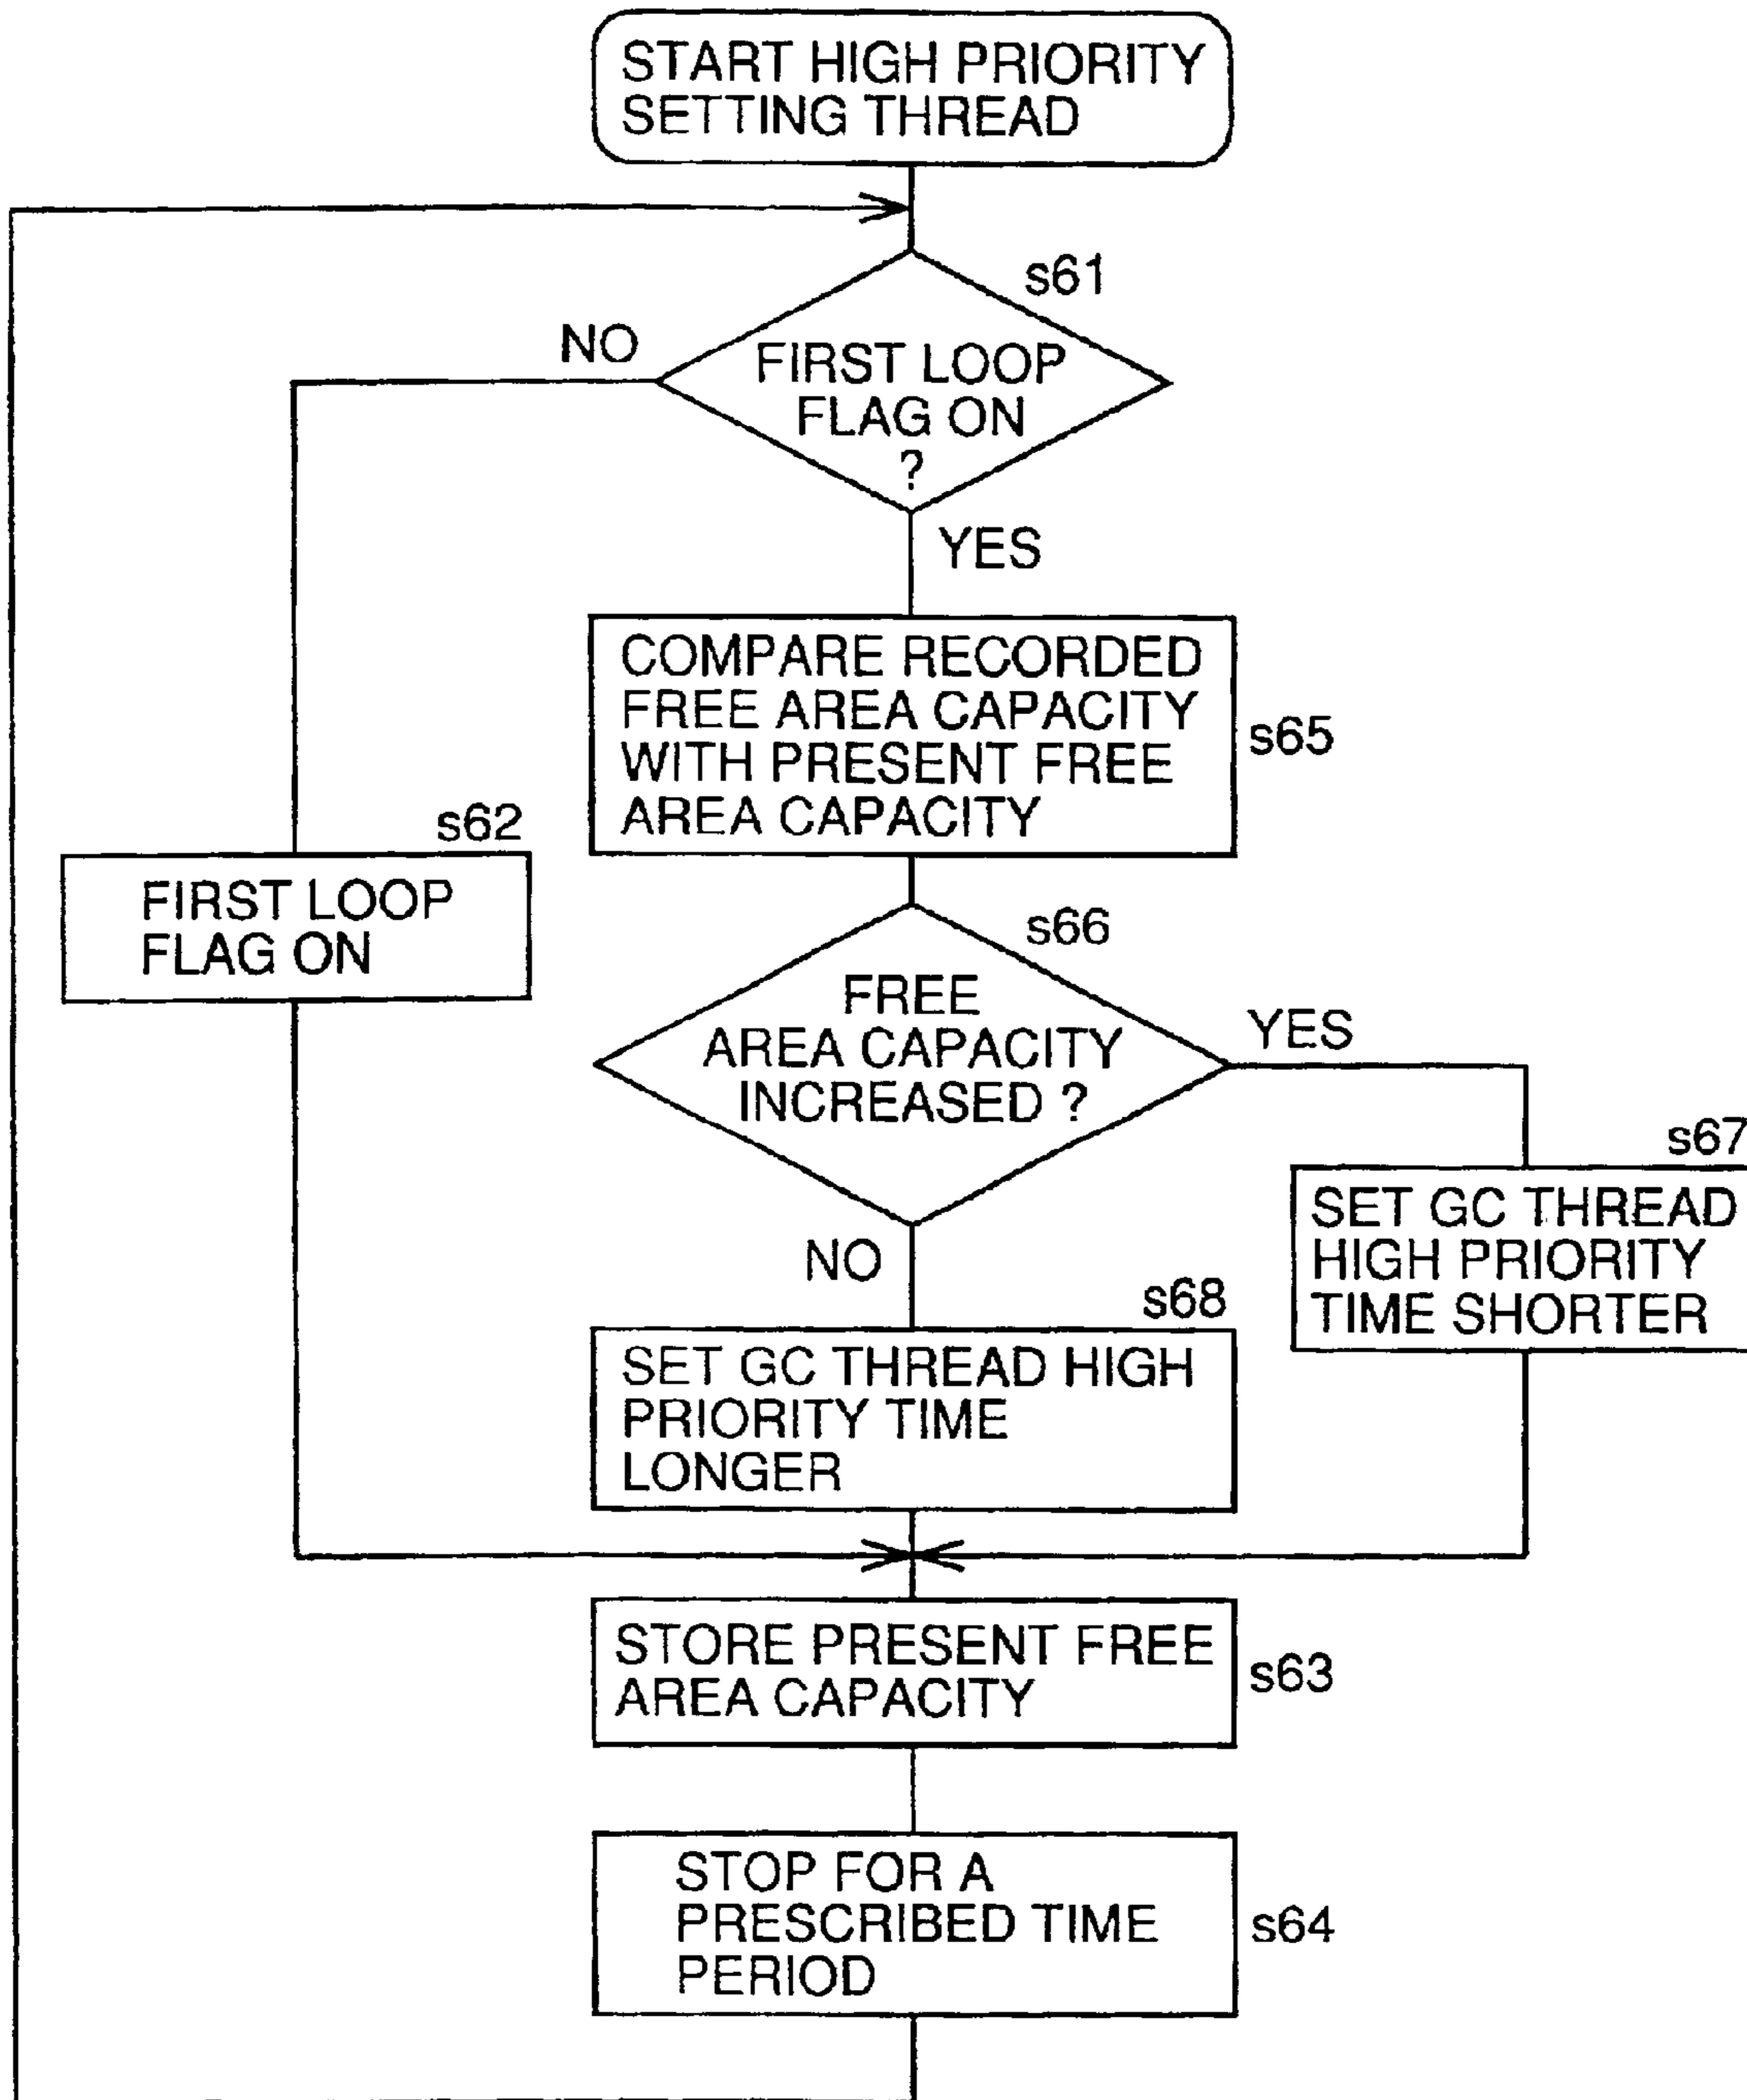 START HIGH PRIORITY
SETTING THREAD
s61
NO
FIRST LOOP
FLAG ON
?
YES
COMPARE RECORDED
FREE AREA CAPACITY
WITH PRESENT FREE
AREA CAPACITY
s65
s62
FIRST LOOP
FLAG ON
s66
FREE
AREA CAPACITY
INCREASED ?
YES
NO
s67
SET GC THREAD
HIGH PRIORITY
TIME SHORTER
s68
SET GC THREAD HIGH
PRIORITY TIME
LONGER
STORE PRESENT FREE
AREA CAPACITY
s63
STOP FOR A
PRESCRIBED TIME
PERIOD
s64